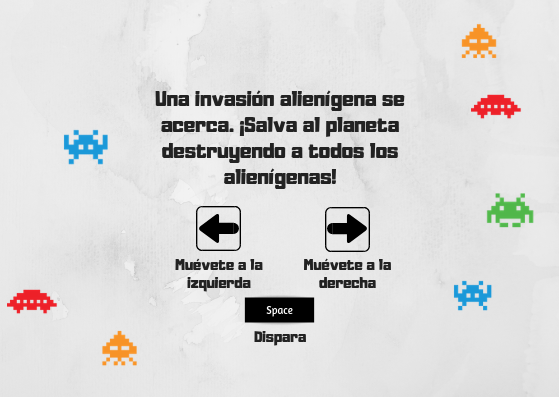 Una invasión alienígena se
acerca. ¡Salva al planeta
destruyendo a todos los
alienígenas!
Muévete a la
izquierda
Muévete a la
derecha
Space
Dispara